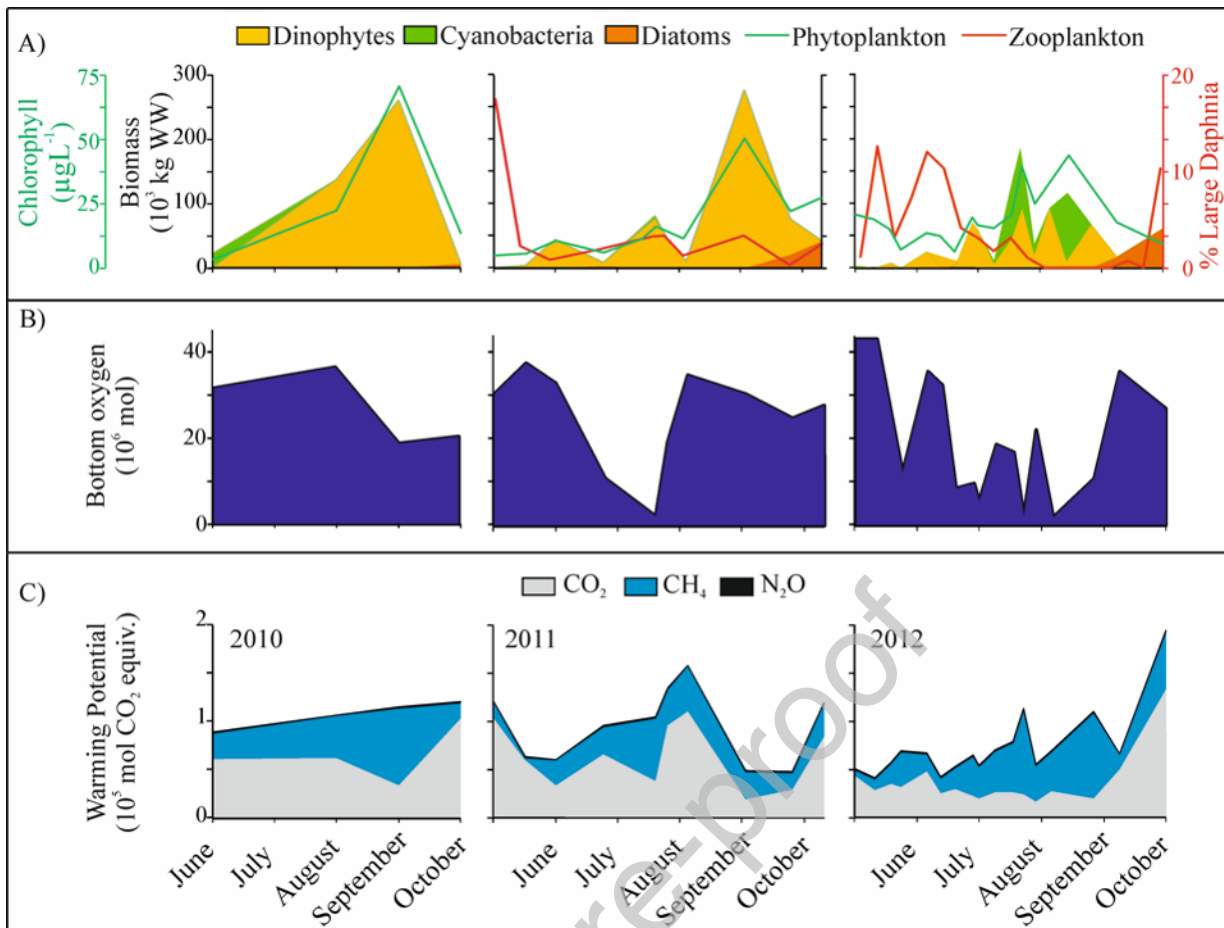 A)
Dinophytes Cyanobacteria Diatoms Phytoplankton Zooplankton
Chlorophyll
(µgL⁻¹)
75
50
25
0
Biomass
(10³ kg WW)
300
200
100
0
20
10
0
% Large Daphnia
B)
Bottom oxygen
(10⁶ mol)
40
20
0
C)
CO₂ CH₄ N₂O
Warming Potential
(10⁵ mol CO₂ equiv.)
2
1
0
2010
2011
2012
June
July
August
September
October
June
July
August
September
October
June
July
August
September
October
re-proof